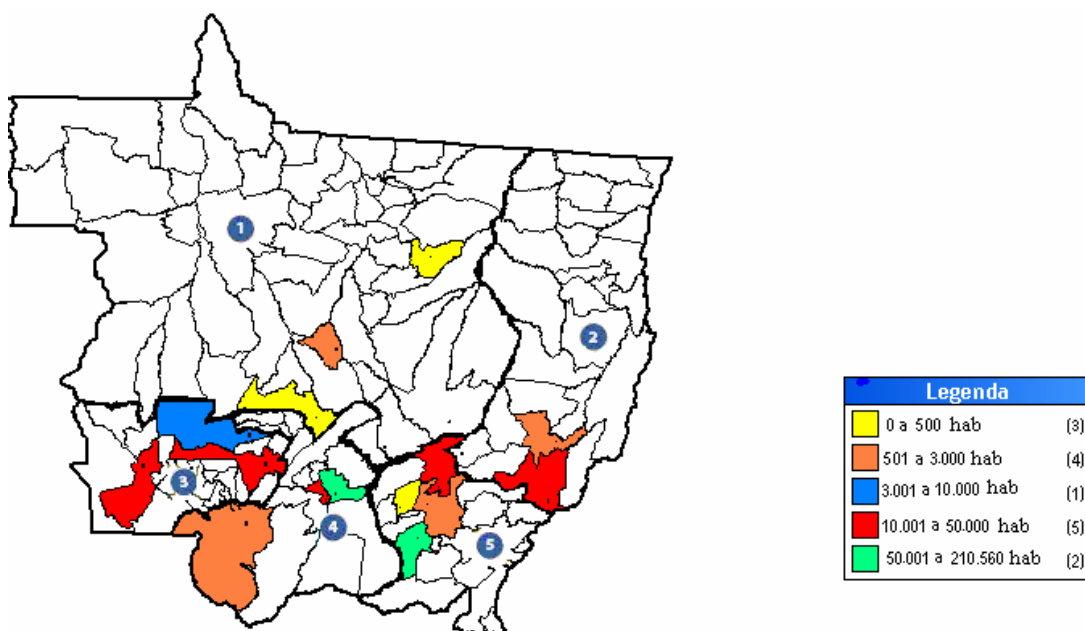 1
2
3
4
5
Legenda
0 a 500 hab (3)
501 a 3.000 hab (4)
3.001 a 10.000 hab (1)
10.001 a 50.000 hab (5)
50.001 a 210.560 hab (2)